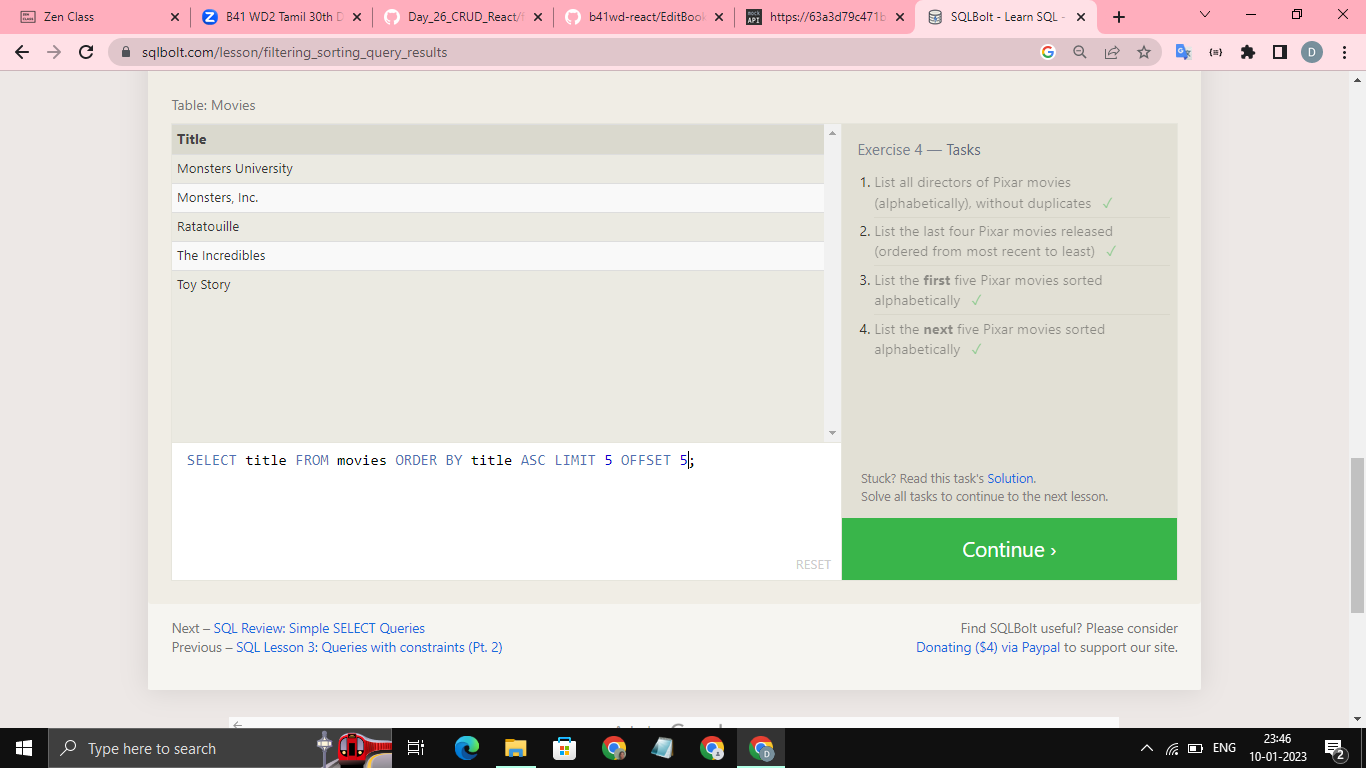 Zen Class
B41 WD2 Tamil 30th D
Day_26_CRUD_React/f
b41wd-react/EditBook
https://63a3d79c471b
SQLBolt - Learn SQL -
sqlbolt.com/lesson/filtering_sorting_query_results
D
Table: Movies
Title
Monsters University
Monsters, Inc.
Ratatouille
The Incredibles
Toy Story
SELECT title FROM movies ORDER BY title ASC LIMIT 5 OFFSET 5;
RESET
Exercise 4 — Tasks
1. List all directors of Pixar movies
(alphabetically), without duplicates ✓
2. List the last four Pixar movies released
(ordered from most recent to least) ✓
3. List the first five Pixar movies sorted
alphabetically ✓
4. List the next five Pixar movies sorted
alphabetically ✓
Stuck? Read this task's Solution.
Solve all tasks to continue to the next lesson.
Continue ›
Next – SQL Review: Simple SELECT Queries
Previous – SQL Lesson 3: Queries with constraints (Pt. 2)
Find SQLBolt useful? Please consider
Donating ($4) via Paypal to support our site.
Type here to search
ENG
23:46
10-01-2023
2